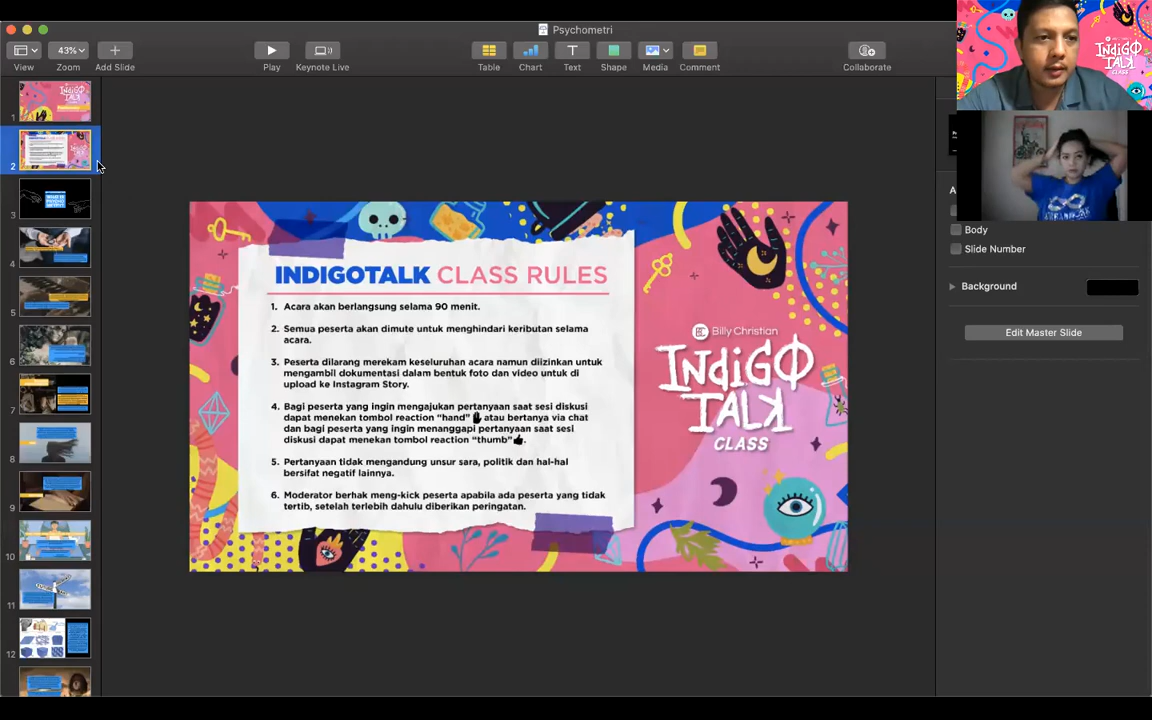 Psychometri
View
43%
Zoom
Add Slide
Play
Keynote Live
Table
Chart
Text
Shape
Media
Comment
Collaborate
INDIGO
TALK
CLASS
Body
Slide Number
Background
Edit Master Slide
1
2
3
4
5
6
7
8
9
10
11
12
INDIGOTALK CLASS RULES
1. Acara akan berlangsung selama 90 menit.
2. Semua peserta akan dimute untuk menghindari keributan selama
acara.
3. Peserta dilarang merekam keseluruhan acara namun diizinkan untuk
mengambil dokumentasi dalam bentuk foto dan video untuk di
upload ke Instagram Story.
4. Bagi peserta yang ingin mengajukan pertanyaan saat sesi diskusi
dapat menekan tombol reaction “hand” atau bertanya via chat
dan bagi peserta yang ingin menanggapi pertanyaan saat sesi
diskusi dapat menekan tombol reaction “thumb”.
5. Pertanyaan tidak mengandung unsur sara, politik dan hal-hal
bersifat negatif lainnya.
6. Moderator berhak meng-kick peserta apabila ada peserta yang tidak
tertib, setelah terlebih dahulu diberikan peringatan.
BC Billy Christian
INDIGO
TALK
CLASS